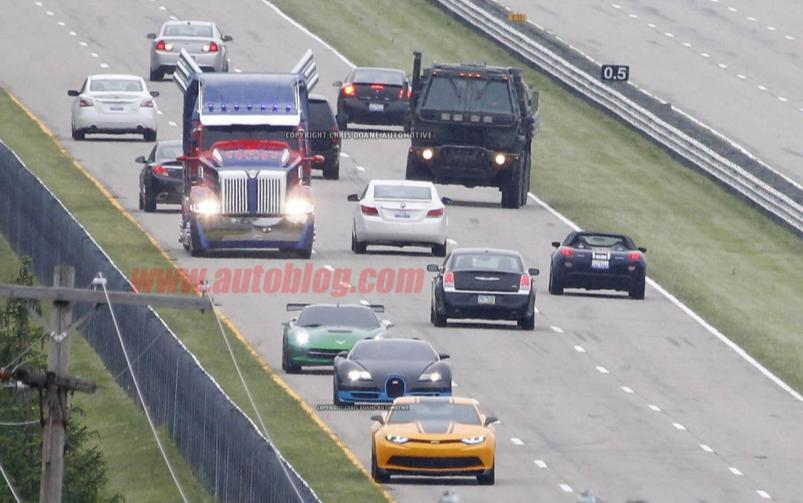 0.5
COPYRIGHT CHRIS DOANE AUTOMOTIVE
www.autoblog.com
COPYRIGHT CHRIS DOANE AUTOMOTIVE